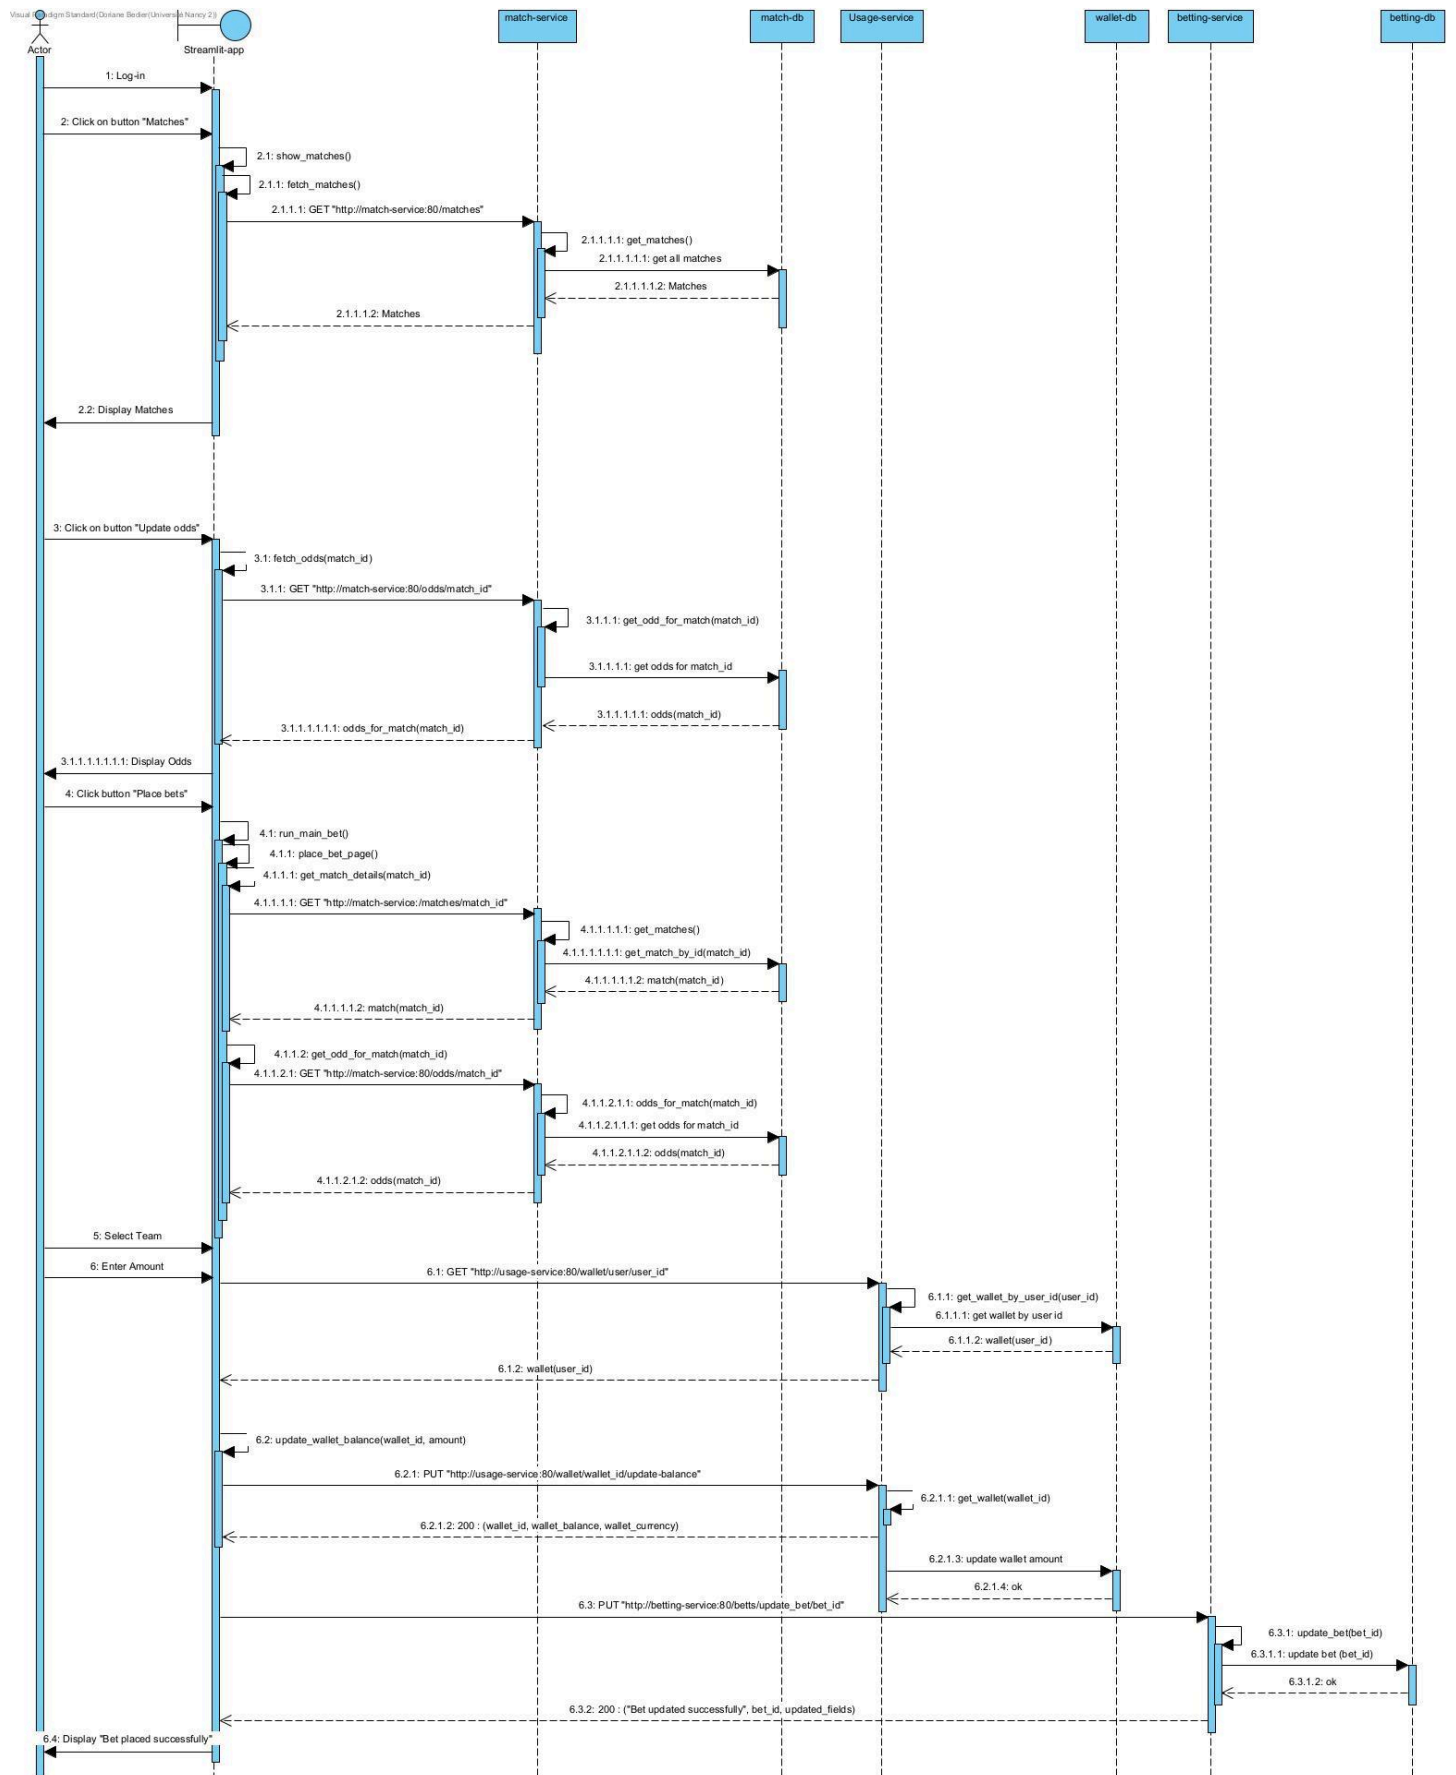 Visual Paradigm Standard(Doriane Bedier(Université Nancy 2))
Actor
Streamlit-app
match-service
match-db
Usage-service
wallet-db
betting-service
betting-db
1: Log-in
2: Click on button "Matches"
2.1: show_matches()
2.1.1: fetch_matches()
2.1.1.1: GET "http://match-service:80/matches"
2.1.1.1.1: get_matches()
2.1.1.1.1.1: get all matches
2.1.1.1.1.2: Matches
2.1.1.1.2: Matches
2.2: Display Matches
3: Click on button "Update odds"
3.1: fetch_odds(match_id)
3.1.1: GET "http://match-service:80/odds/match_id"
3.1.1.1: get_odd_for_match(match_id)
3.1.1.1.1: get odds for match_id
3.1.1.1.1.1: odds(match_id)
3.1.1.1.1.1.1: odds_for_match(match_id)
3.1.1.1.1.1.1.1: Display Odds
4: Click button "Place bets"
4.1: run_main_bet()
4.1.1: place_bet_page()
4.1.1.1: get_match_details(match_id)
4.1.1.1.1: GET "http://match-service:/matches/match_id"
4.1.1.1.1.1: get_matches()
4.1.1.1.1.1.1: get_match_by_id(match_id)
4.1.1.1.1.1.2: match(match_id)
4.1.1.1.1.2: match(match_id)
4.1.1.2: get_odd_for_match(match_id)
4.1.1.2.1: GET "http://match-service:80/odds/match_id"
4.1.1.2.1.1: odds_for_match(match_id)
4.1.1.2.1.1.1: get odds for match_id
4.1.1.2.1.1.2: odds(match_id)
4.1.1.2.1.2: odds(match_id)
5: Select Team
6: Enter Amount
6.1: GET "http://usage-service:80/wallet/user/user_id"
6.1.1: get_wallet_by_user_id(user_id)
6.1.1.1: get wallet by user id
6.1.1.2: wallet(user_id)
6.1.2: wallet(user_id)
6.2: update_wallet_balance(wallet_id, amount)
6.2.1: PUT "http://usage-service:80/wallet/wallet_id/update-balance"
6.2.1.1: get_wallet(wallet_id)
6.2.1.2: 200 : (wallet_id, wallet_balance, wallet_currency)
6.2.1.3: update wallet amount
6.2.1.4: ok
6.3: PUT "http://betting-service:80/betts/update_bet/bet_id"
6.3.1: update_bet(bet_id)
6.3.1.1: update bet (bet_id)
6.3.1.2: ok
6.3.2: 200 : ("Bet updated successfully", bet_id, updated_fields)
6.4: Display "Bet placed successfully"